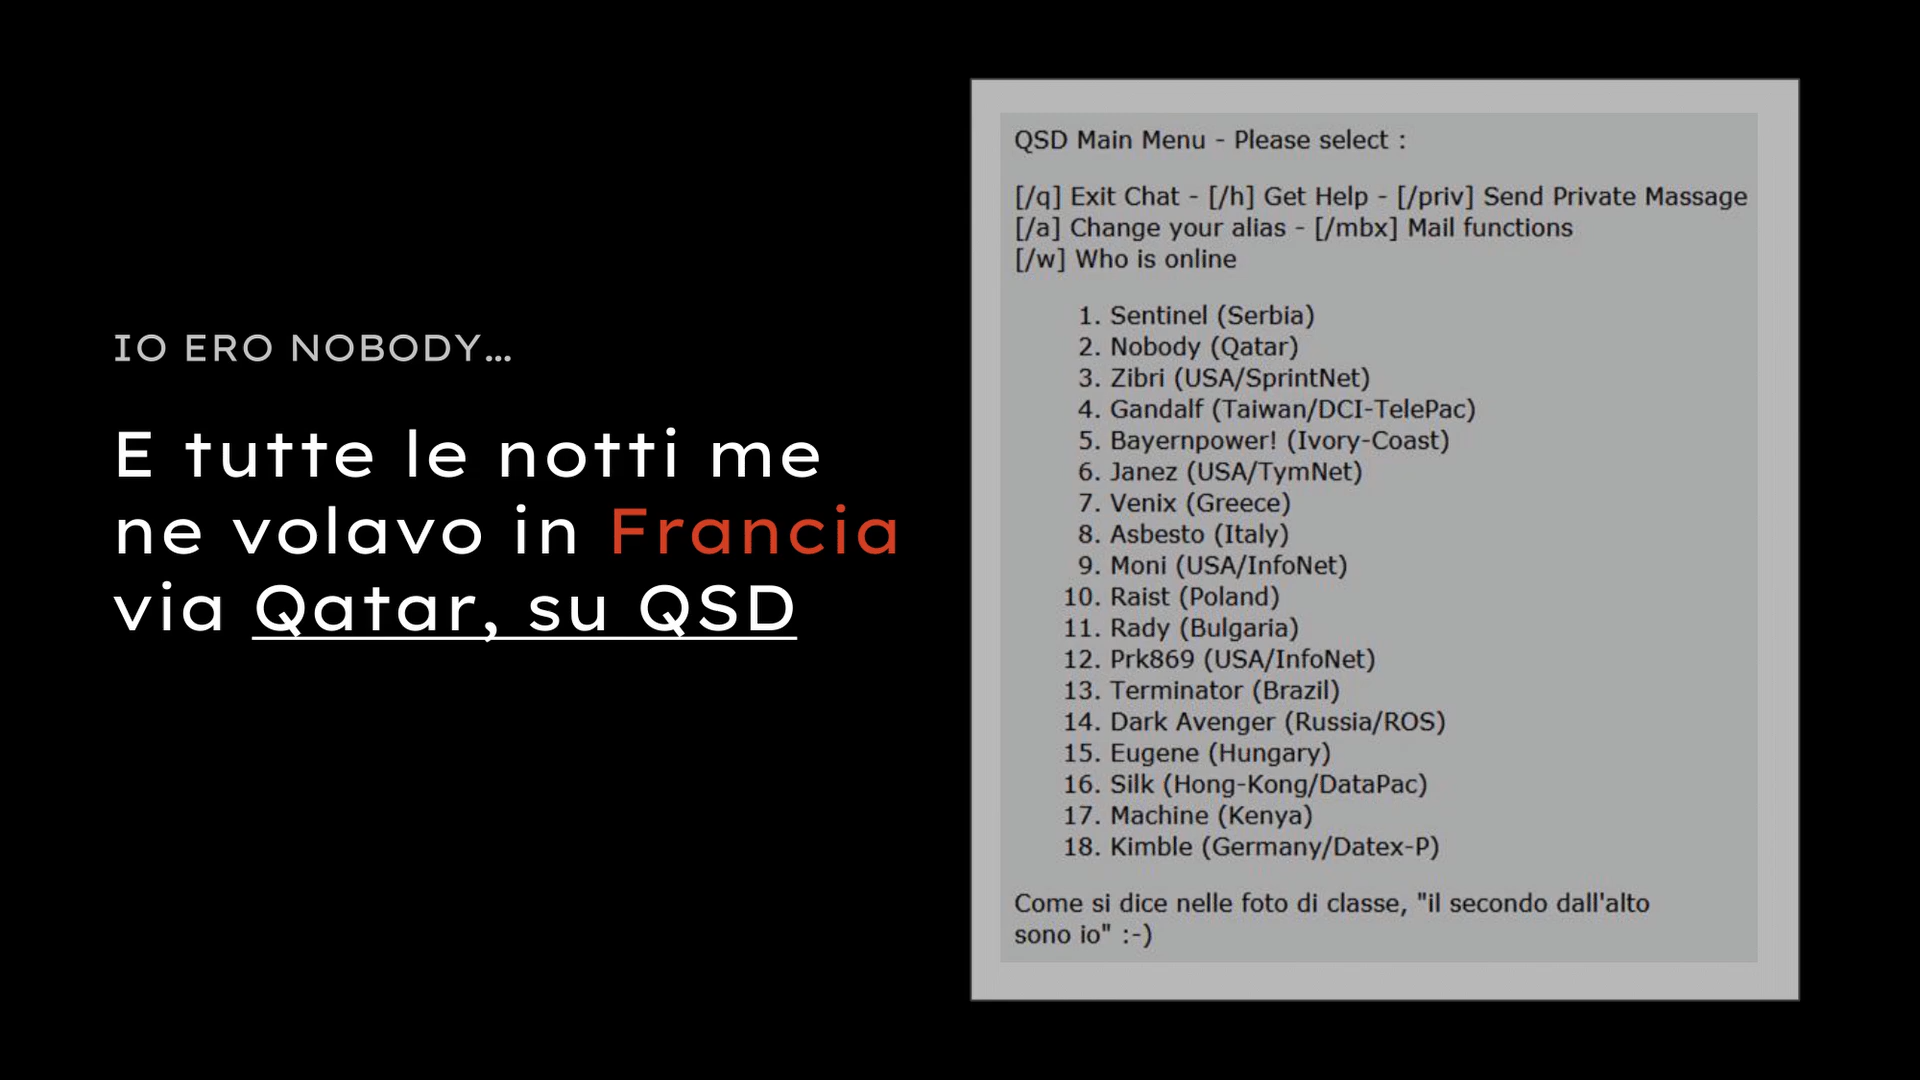 IO ERO NOBODY...
E tutte le notti me
ne volavo in Francia
via Qatar, su QSD
QSD Main Menu - Please select :
[/q] Exit Chat - [/h] Get Help - [/priv] Send Private Massage
[/a] Change your alias - [/mbx] Mail functions
[/w] Who is online
1. Sentinel (Serbia)
2. Nobody (Qatar)
3. Zibri (USA/SprintNet)
4. Gandalf (Taiwan/DCI-TelePac)
5. Bayernpower! (Ivory-Coast)
6. Janez (USA/TymNet)
7. Venix (Greece)
8. Asbesto (Italy)
9. Moni (USA/InfoNet)
10. Raist (Poland)
11. Rady (Bulgaria)
12. Prk869 (USA/InfoNet)
13. Terminator (Brazil)
14. Dark Avenger (Russia/ROS)
15. Eugene (Hungary)
16. Silk (Hong-Kong/DataPac)
17. Machine (Kenya)
18. Kimble (Germany/Datex-P)
Come si dice nelle foto di classe, "il secondo dall'alto
sono io" :-)